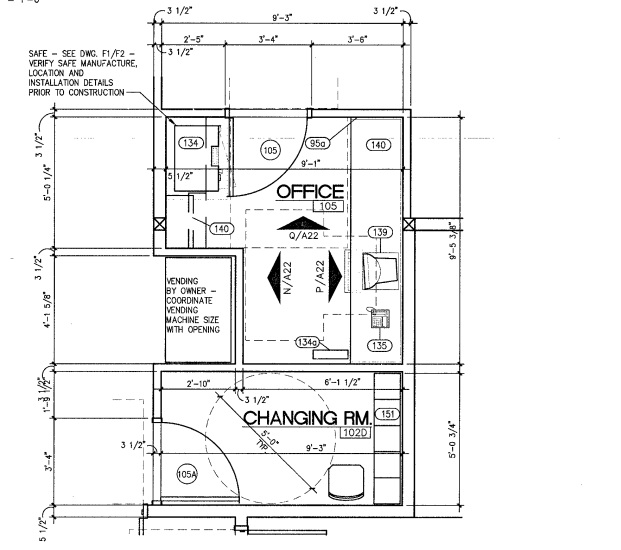 = 1'-0"
3 1/2"
9'-3"
3 1/2"
2'-5"
3'-4"
3'-6"
3 1/2"
SAFE – SEE DWG. F1/F2 –
VERIFY SAFE MANUFACTURE,
LOCATION AND
INSTALLATION DETAILS
PRIOR TO CONSTRUCTION
3 1/2"
5'-0 1/4"
134
105
95a
140
5 1/2"
9'-1"
OFFICE
105
140
Q/A22
139
9'-5 3/8"
N/A22
P/A22
3 1/2"
4'-1 5/8"
VENDING
BY OWNER –
COORDINATE
VENDING
MACHINE SIZE
WITH OPENING
135
134a
3 1/2"
1'-9 1/2"
2'-10"
6'-1 1/2"
3 1/2"
CHANGING RM.
102D
151
5'-0"
TYP
3 1/2"
9'-3"
5'-0 3/4"
3'-4"
105A
5 1/2"